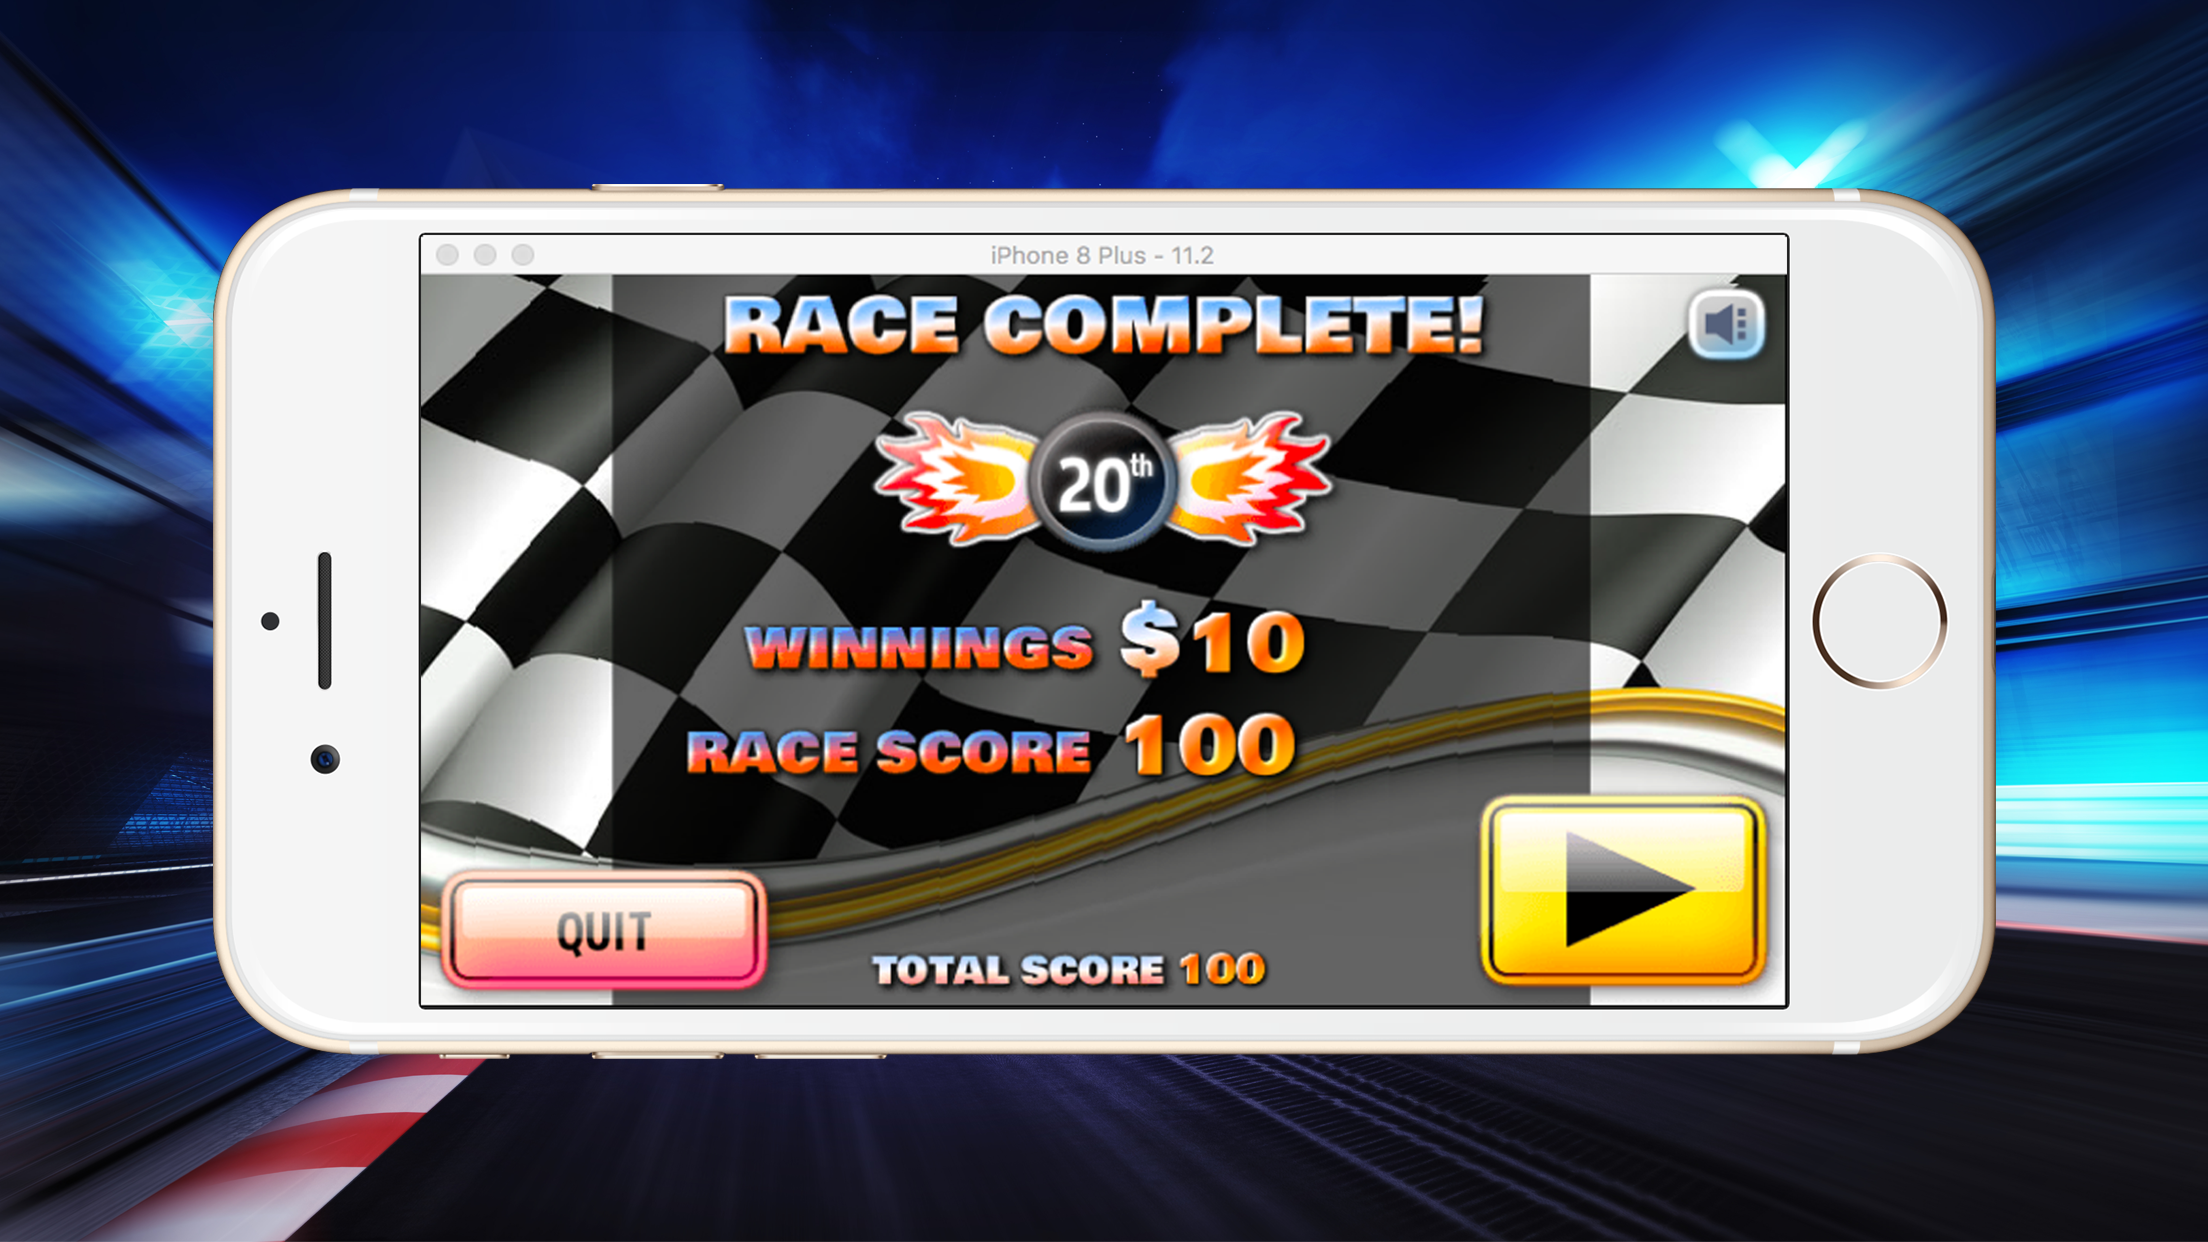 iPhone 8 Plus - 11.2
RACE COMPLETE!
20th
WINNINGS $10
RACE SCORE 100
QUIT
TOTAL SCORE 100